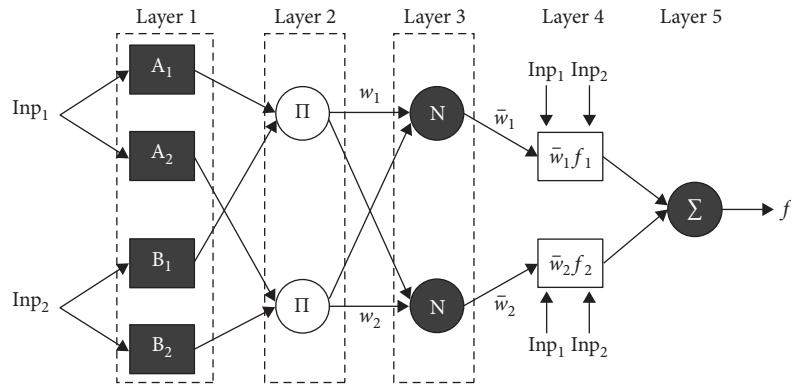 Layer 1 Layer 2 Layer 3 Layer 4 Layer 5
A₁
Inp₁ Inp₂
w₁
Inp₁
Π
N
w̄₁
A₂
w̄₁f₁
Σ
f
B₁
w̄₂f₂
Inp₂
Π
N
w₂
w̄₂
B₂
Inp₁ Inp₂